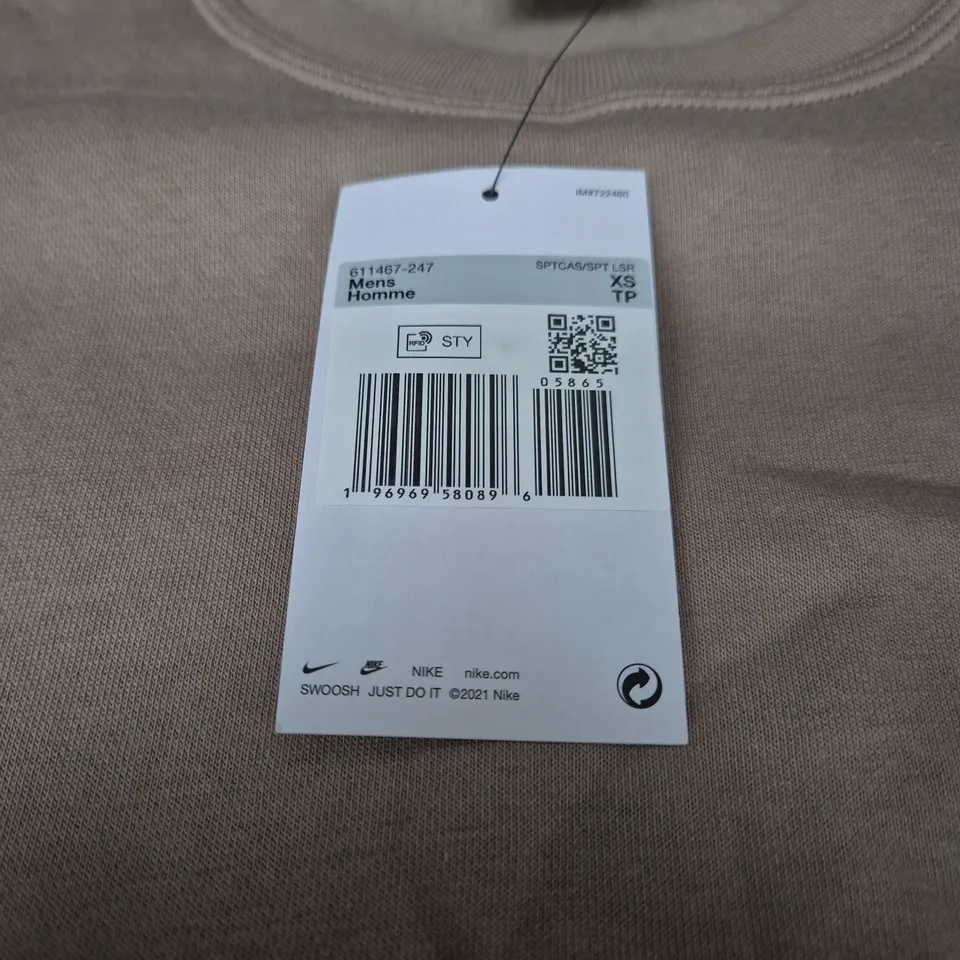 IM#722460
611467-247 SPTCAS/SPT LSR
Mens XS
Homme TP
RFID STY
05865
1 96969 58089 6
NIKE NIKE nike.com
SWOOSH JUST DO IT ©2021 Nike